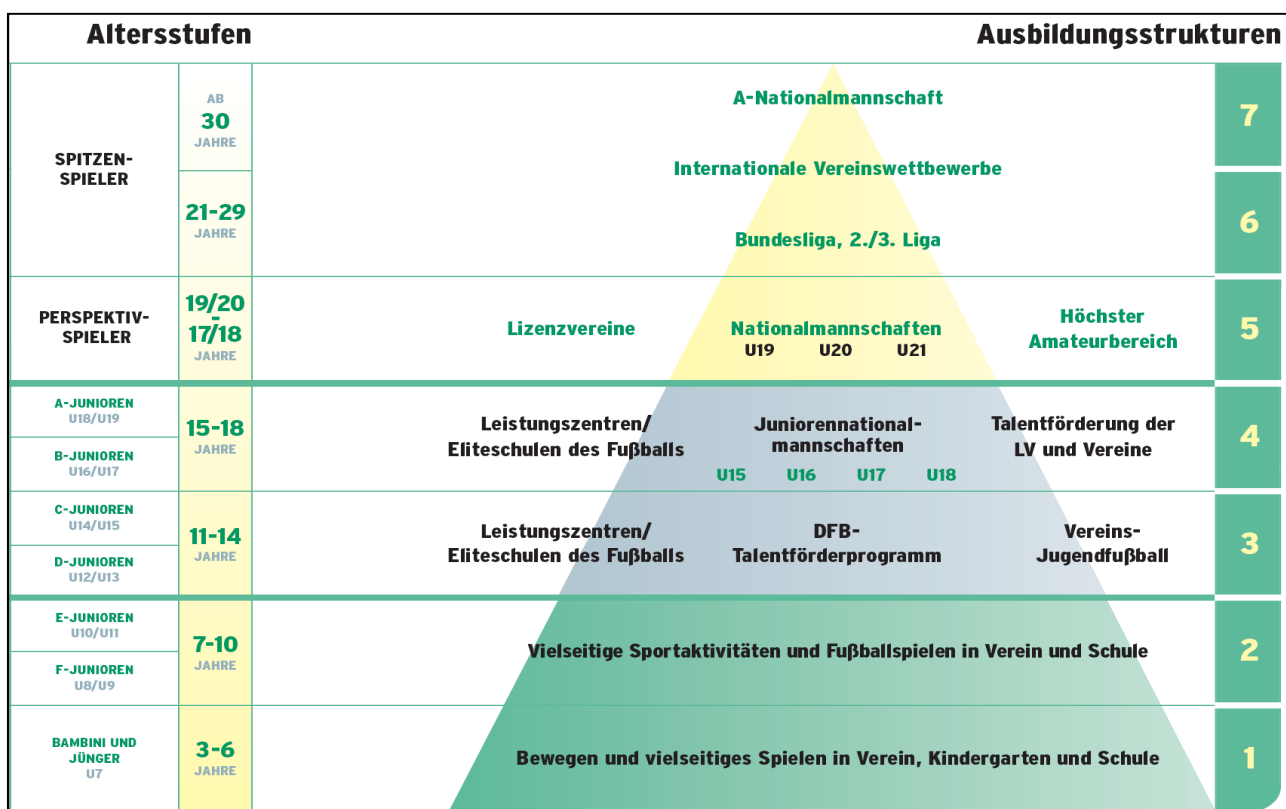 Altersstufen
Ausbildungsstrukturen
SPITZEN-
SPIELER
AB
30
JAHRE
21-29
JAHRE
A-Nationalmannschaft
Internationale Vereinswettbewerbe
Bundesliga, 2./3. Liga
7
6
PERSPEKTIV-
SPIELER
19/20
-
17/18
JAHRE
Lizenzvereine
Nationalmannschaften
U19 U20 U21
Höchster
Amateurbereich
5
A-JUNIOREN
U18/U19
B-JUNIOREN
U16/U17
15-18
JAHRE
Leistungszentren/
Eliteschulen des Fußballs
Juniorennational-
mannschaften
U15 U16 U17 U18
Talentförderung der
LV und Vereine
4
C-JUNIOREN
U14/U15
D-JUNIOREN
U12/U13
11-14
JAHRE
Leistungszentren/
Eliteschulen des Fußballs
DFB-
Talentförderprogramm
Vereins-
Jugendfußball
3
E-JUNIOREN
U10/U11
F-JUNIOREN
U8/U9
7-10
JAHRE
Vielseitige Sportaktivitäten und Fußballspielen in Verein und Schule
2
BAMBINI UND
JÜNGER
U7
3-6
JAHRE
Bewegen und vielseitiges Spielen in Verein, Kindergarten und Schule
1